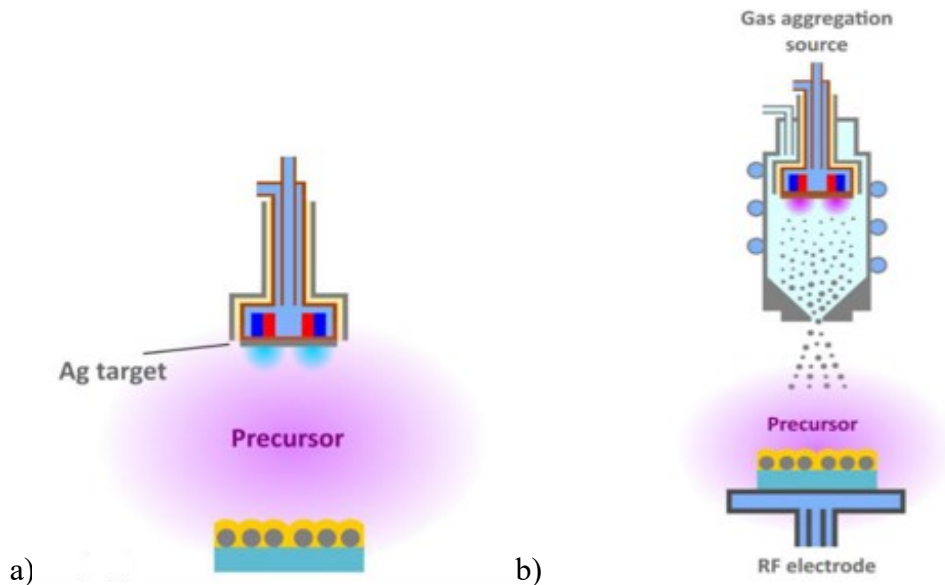 Gas aggregation
source
Ag target
Precursor
a)
Precursor
RF electrode
b)